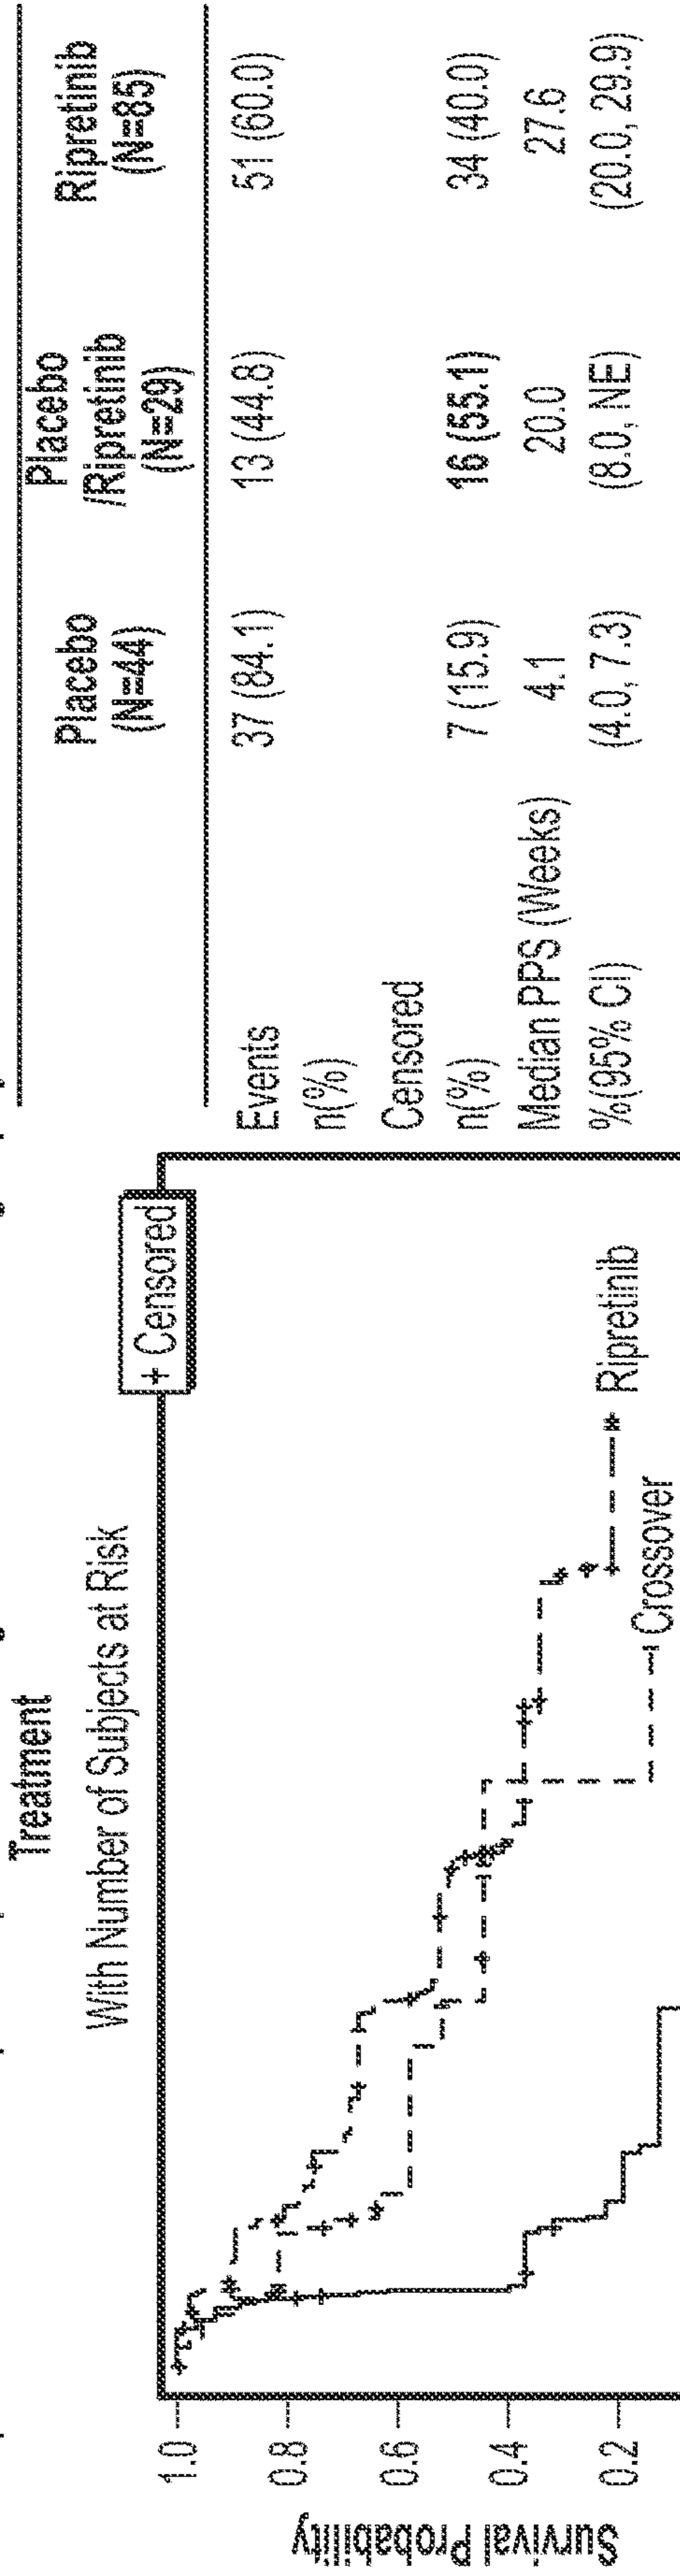 Treatment
With Number of Subjects at Risk
+ Censored
Survival Probability
1.0
0.8
0.6
0.4
0.2
Ripretinib
Crossover
Placebo
(N=44)
Placebo
/Ripretinib
(N=29)
Ripretinib
(N=85)
Events
n(%)
37 (84.1)
13 (44.8)
51 (60.0)
Censored
n(%)
7 (15.9)
16 (55.1)
34 (40.0)
Median PPS (Weeks)
4.1
20.0
27.6
%(95% CI)
(4.0, 7.3)
(8.0, NE)
(20.0, 29.9)